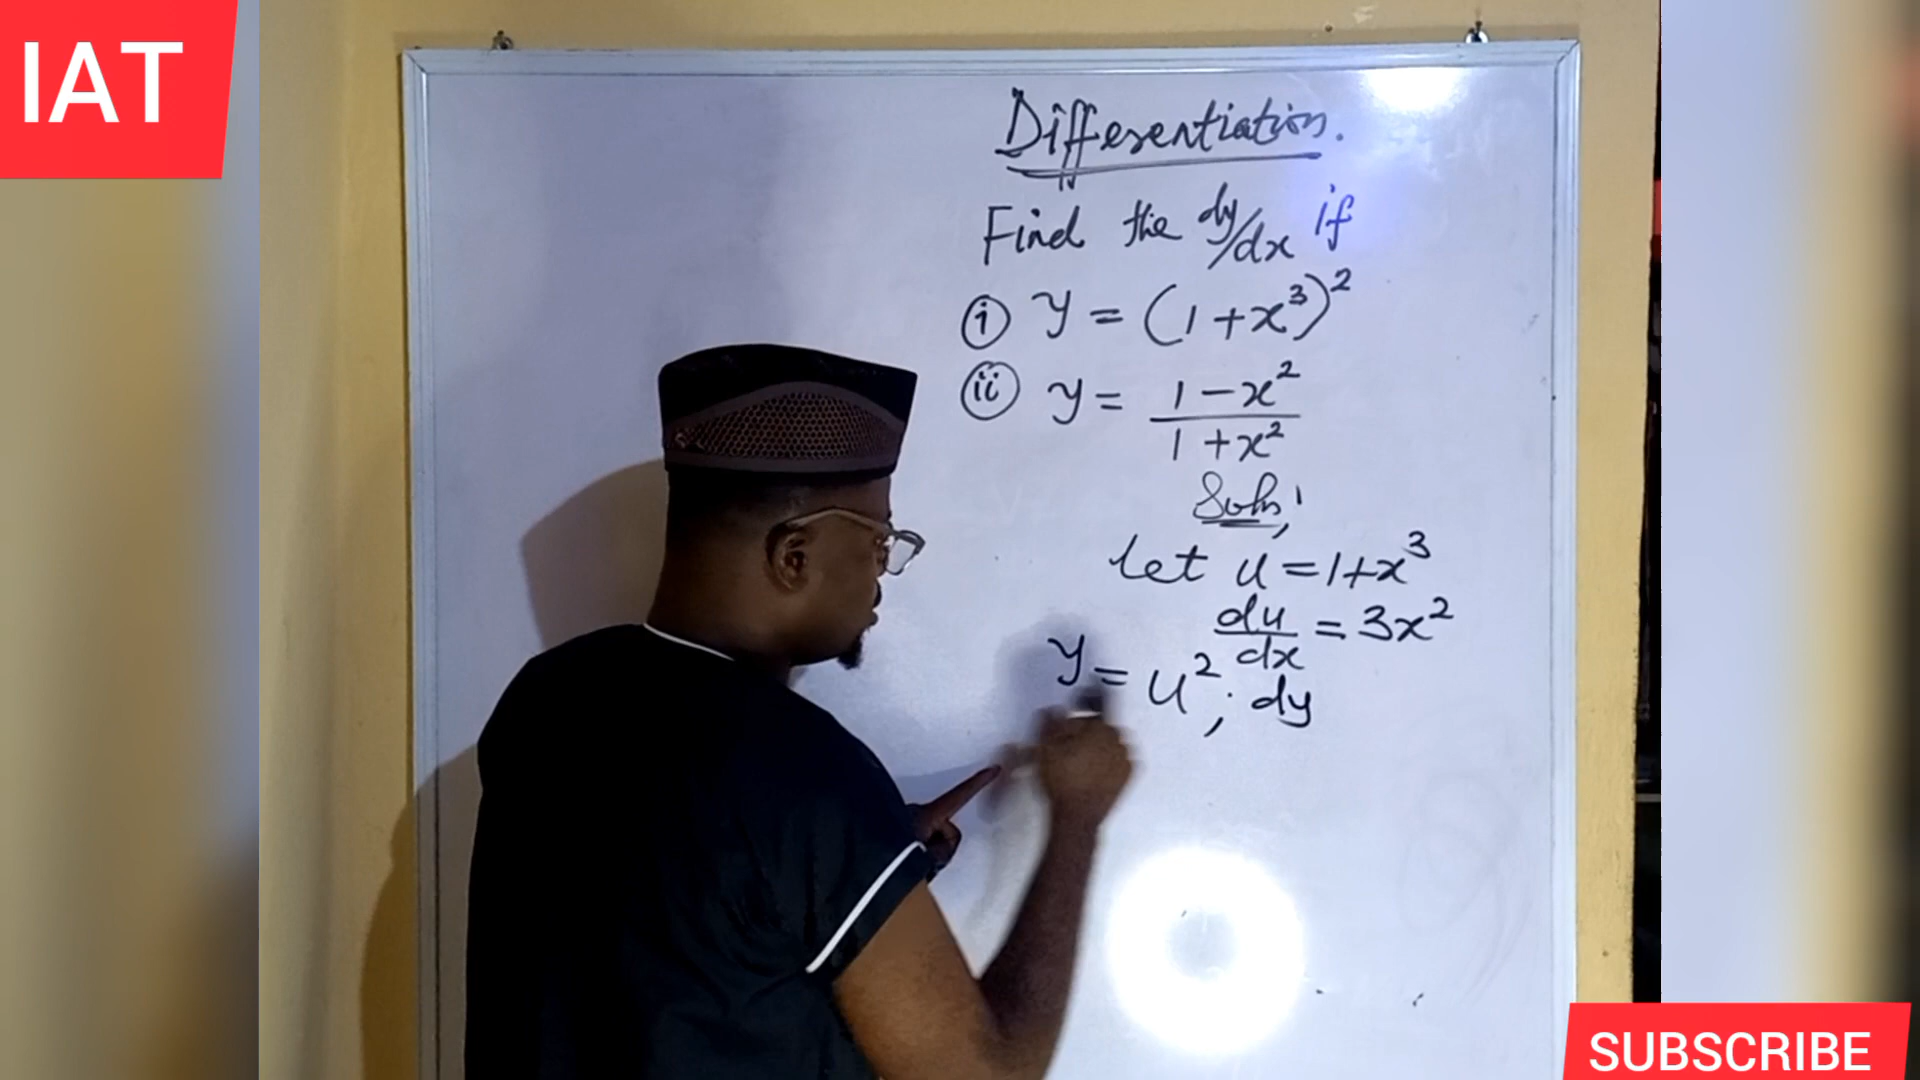 IAT
Differentiation.
Find the dy/dx if
(i) y = (1+x³)²
(ii) y = 1-x² / 1+x²
Soln;
let u = 1+x³
du/dx = 3x²
y = u²; dy
SUBSCRIBE